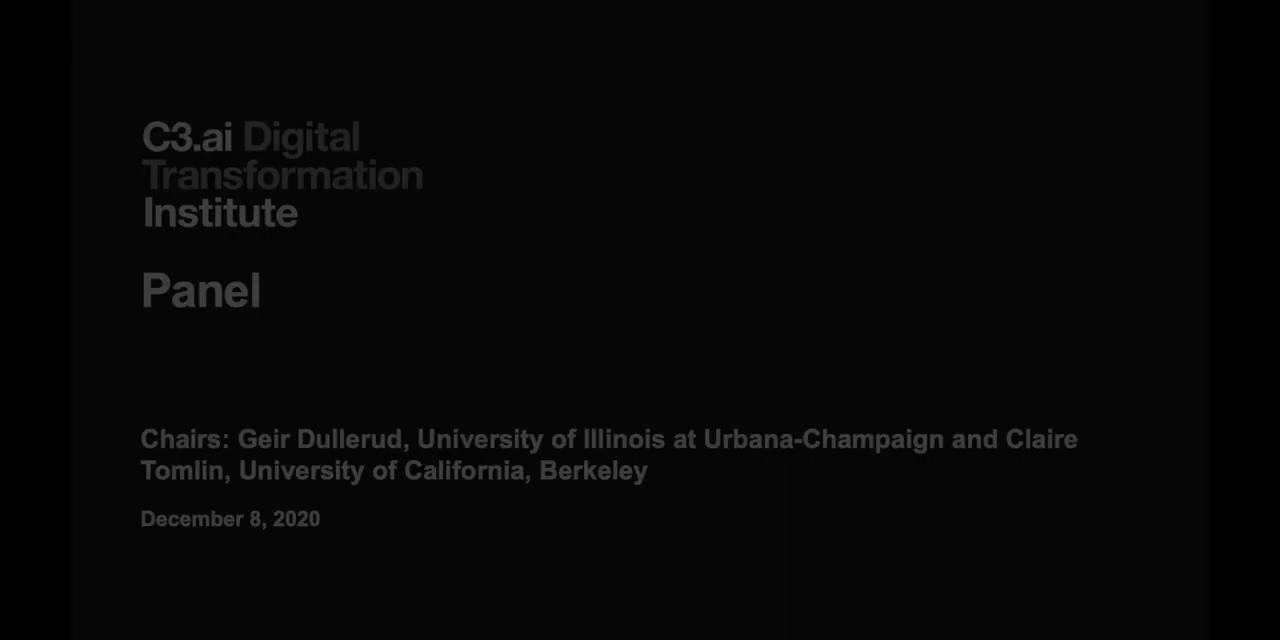 C3.ai Digital
Transformation
Institute
Panel
Chairs: Geir Dullerud, University of Illinois at Urbana-Champaign and Claire
Tomlin, University of California, Berkeley
December 8, 2020